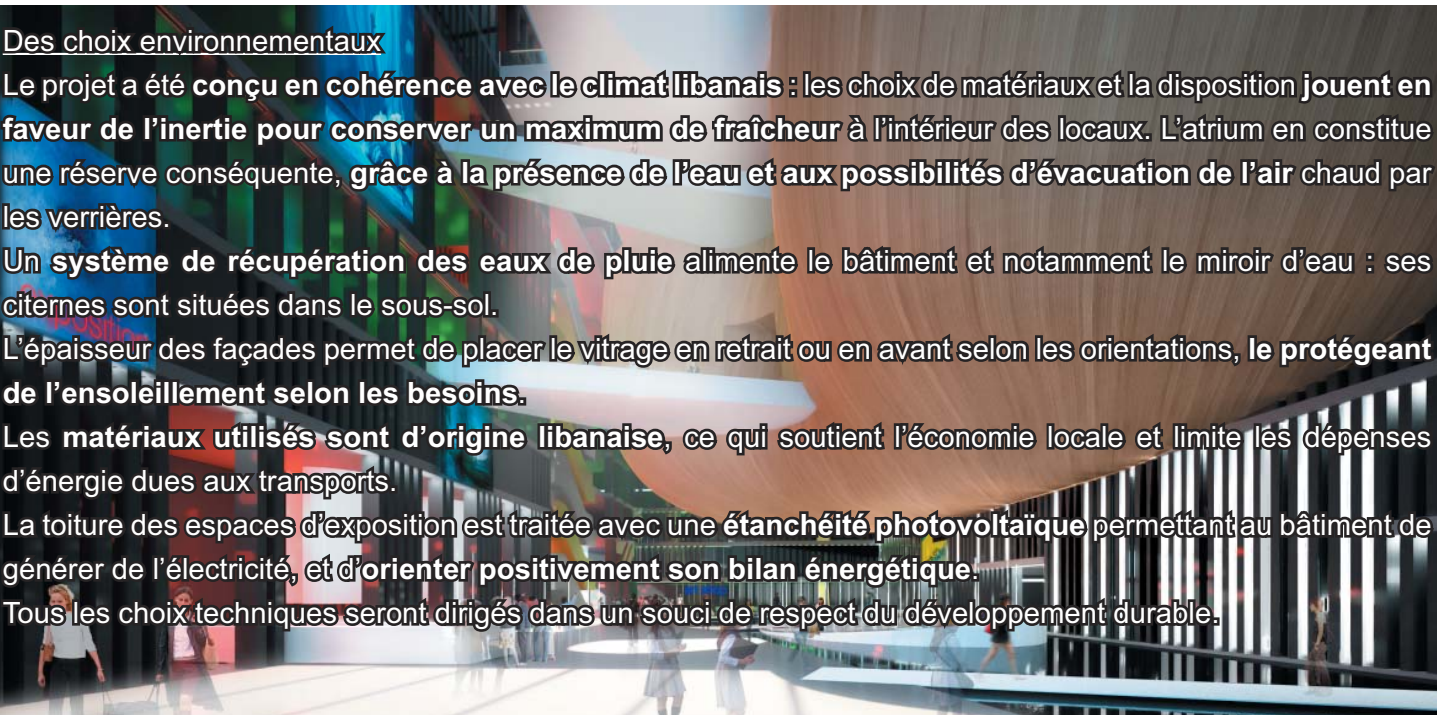 Des choix environnementaux
Le projet a été conçu en cohérence avec le climat libanais : les choix de matériaux et la disposition jouent en
faveur de l’inertie pour conserver un maximum de fraîcheur à l’intérieur des locaux. L’atrium en constitue
une réserve conséquente, grâce à la présence de l’eau et aux possibilités d’évacuation de l’air chaud par
les verrières.
Un système de récupération des eaux de pluie alimente le bâtiment et notamment le miroir d’eau : ses
citernes sont situées dans le sous-sol.
L’épaisseur des façades permet de placer le vitrage en retrait ou en avant selon les orientations, le protégeant
de l’ensoleillement selon les besoins.
Les matériaux utilisés sont d’origine libanaise, ce qui soutient l’économie locale et limite les dépenses
d’énergie dues aux transports.
La toiture des espaces d’exposition est traitée avec une étanchéité photovoltaïque permettant au bâtiment de
générer de l’électricité, et d’orienter positivement son bilan énergétique.
Tous les choix techniques seront dirigés dans un souci de respect du développement durable.